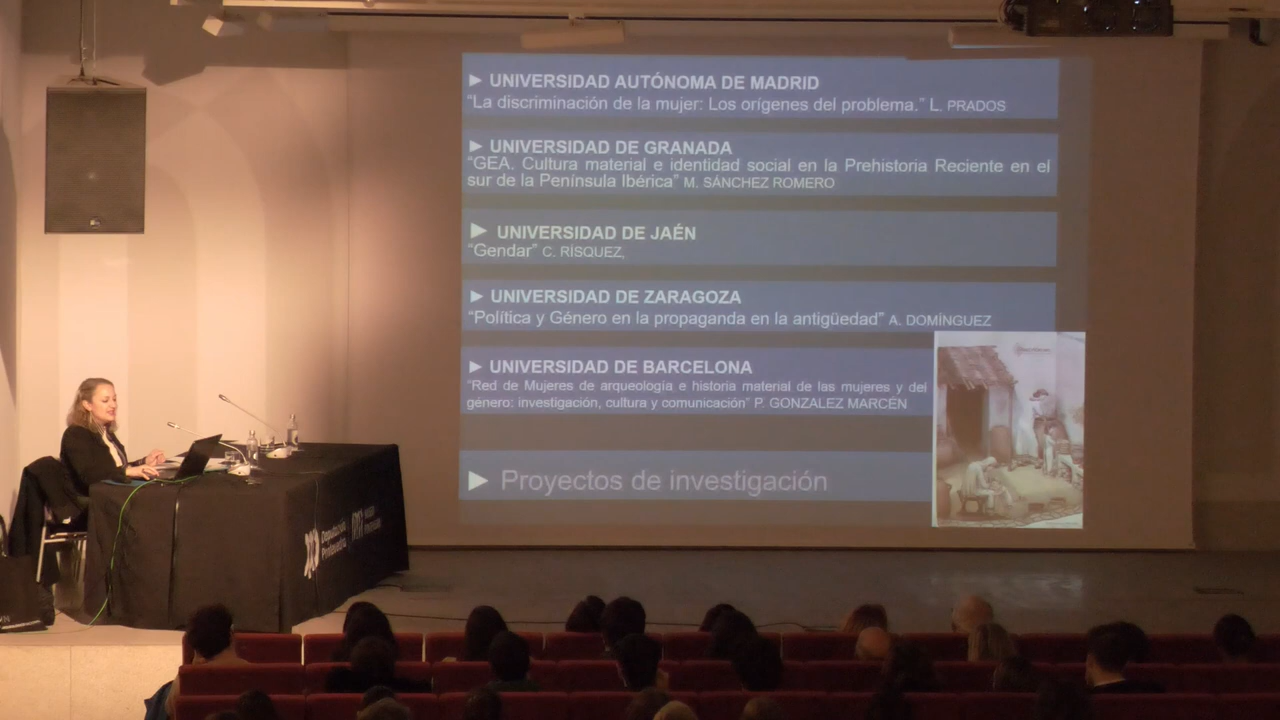 ► UNIVERSIDAD AUTÓNOMA DE MADRID
“La discriminación de la mujer: Los orígenes del problema.” L. PRADOS
► UNIVERSIDAD DE GRANADA
“GEA. Cultura material e identidad social en la Prehistoria Reciente en el
sur de la Península Ibérica” M. SÁNCHEZ ROMERO
► UNIVERSIDAD DE JAÉN
“Gendar” C. RÍSQUEZ,
► UNIVERSIDAD DE ZARAGOZA
“Política y Género en la propaganda en la antigüedad” A. DOMÍNGUEZ
► UNIVERSIDAD DE BARCELONA
“Red de Mujeres de arqueología e historia material de las mujeres y del
género: investigación, cultura y comunicación” P. GONZALEZ MARCÉN
► Proyectos de investigación
Deputación
Pontevedra